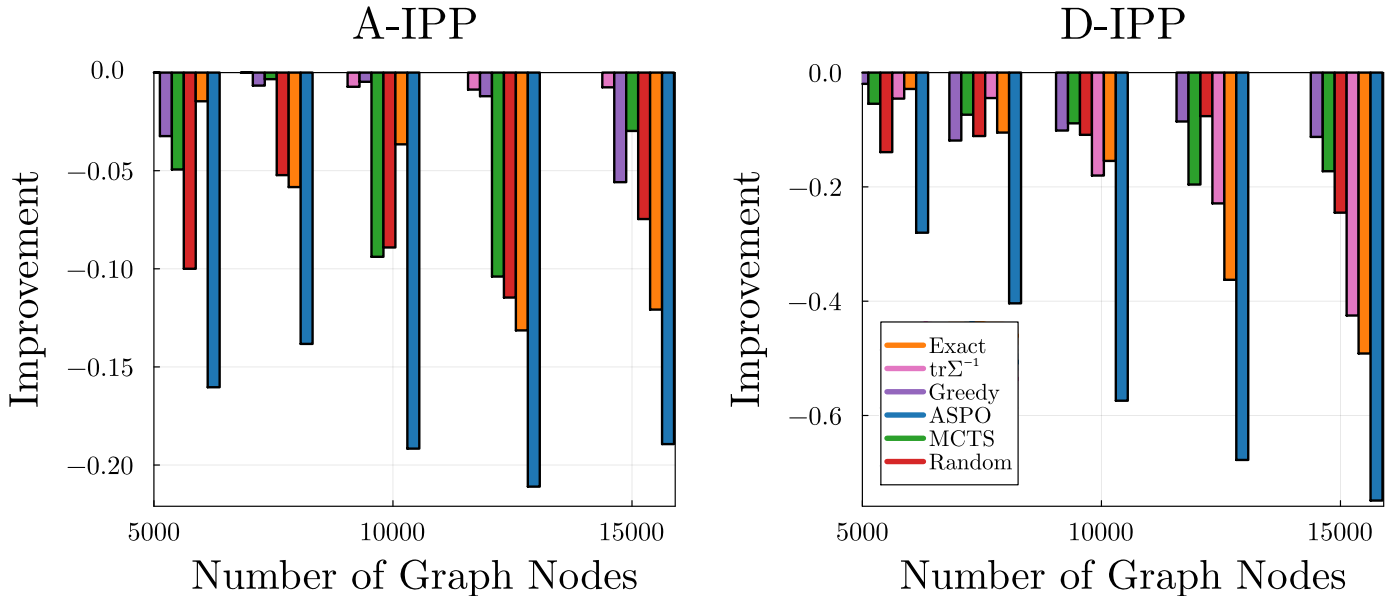 A-IPP
0.0
−0.05
−0.10
−0.15
−0.20
Improvement
5000
10000
15000
Number of Graph Nodes
D-IPP
0.0
−0.2
−0.4
−0.6
Improvement
Exact
trΣ⁻¹
Greedy
ASPO
MCTS
Random
5000
10000
15000
Number of Graph Nodes